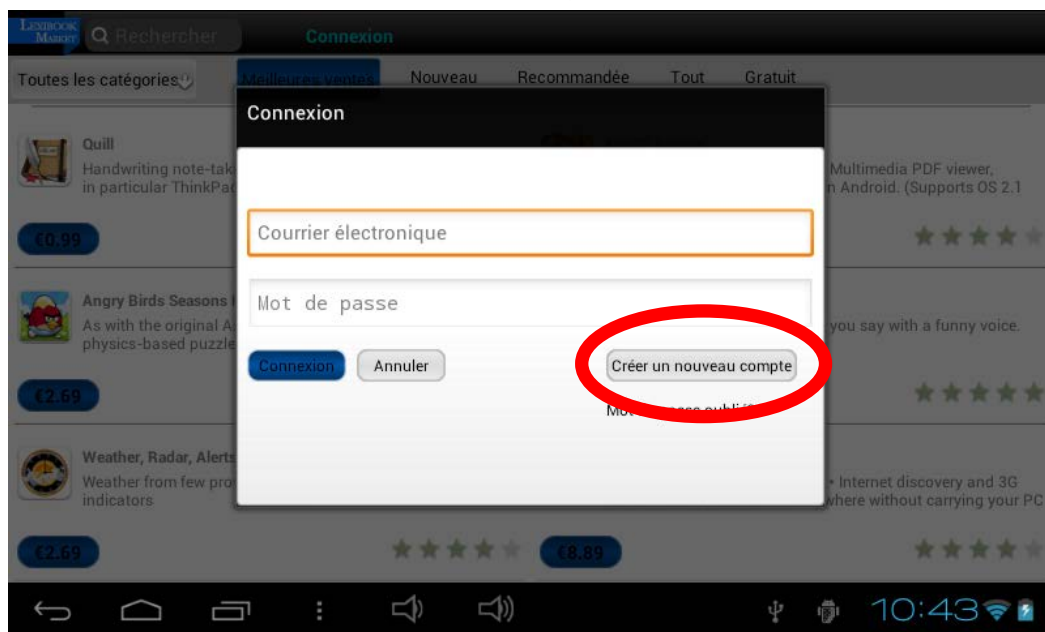 LEXIBOOK
MARKET
Rechercher
Connexion
Toutes les catégories
Meilleures ventes
Nouveau
Recommandée
Tout
Gratuit
Connexion
Quill
Handwriting note-tak
in particular ThinkPa
Multimedia PDF viewer,
n Android. (Supports OS 2.1
€0.99
Courrier électronique
Mot de passe
Angry Birds Seasons
As with the original A
physics-based puzzle
you say with a funny voice.
Connexion
Annuler
Créer un nouveau compte
€2.69
Weather, Radar, Alerts
Weather from few pro
indicators
• Internet discovery and 3G
where without carrying your PC
€2.69
€8.89
10:43